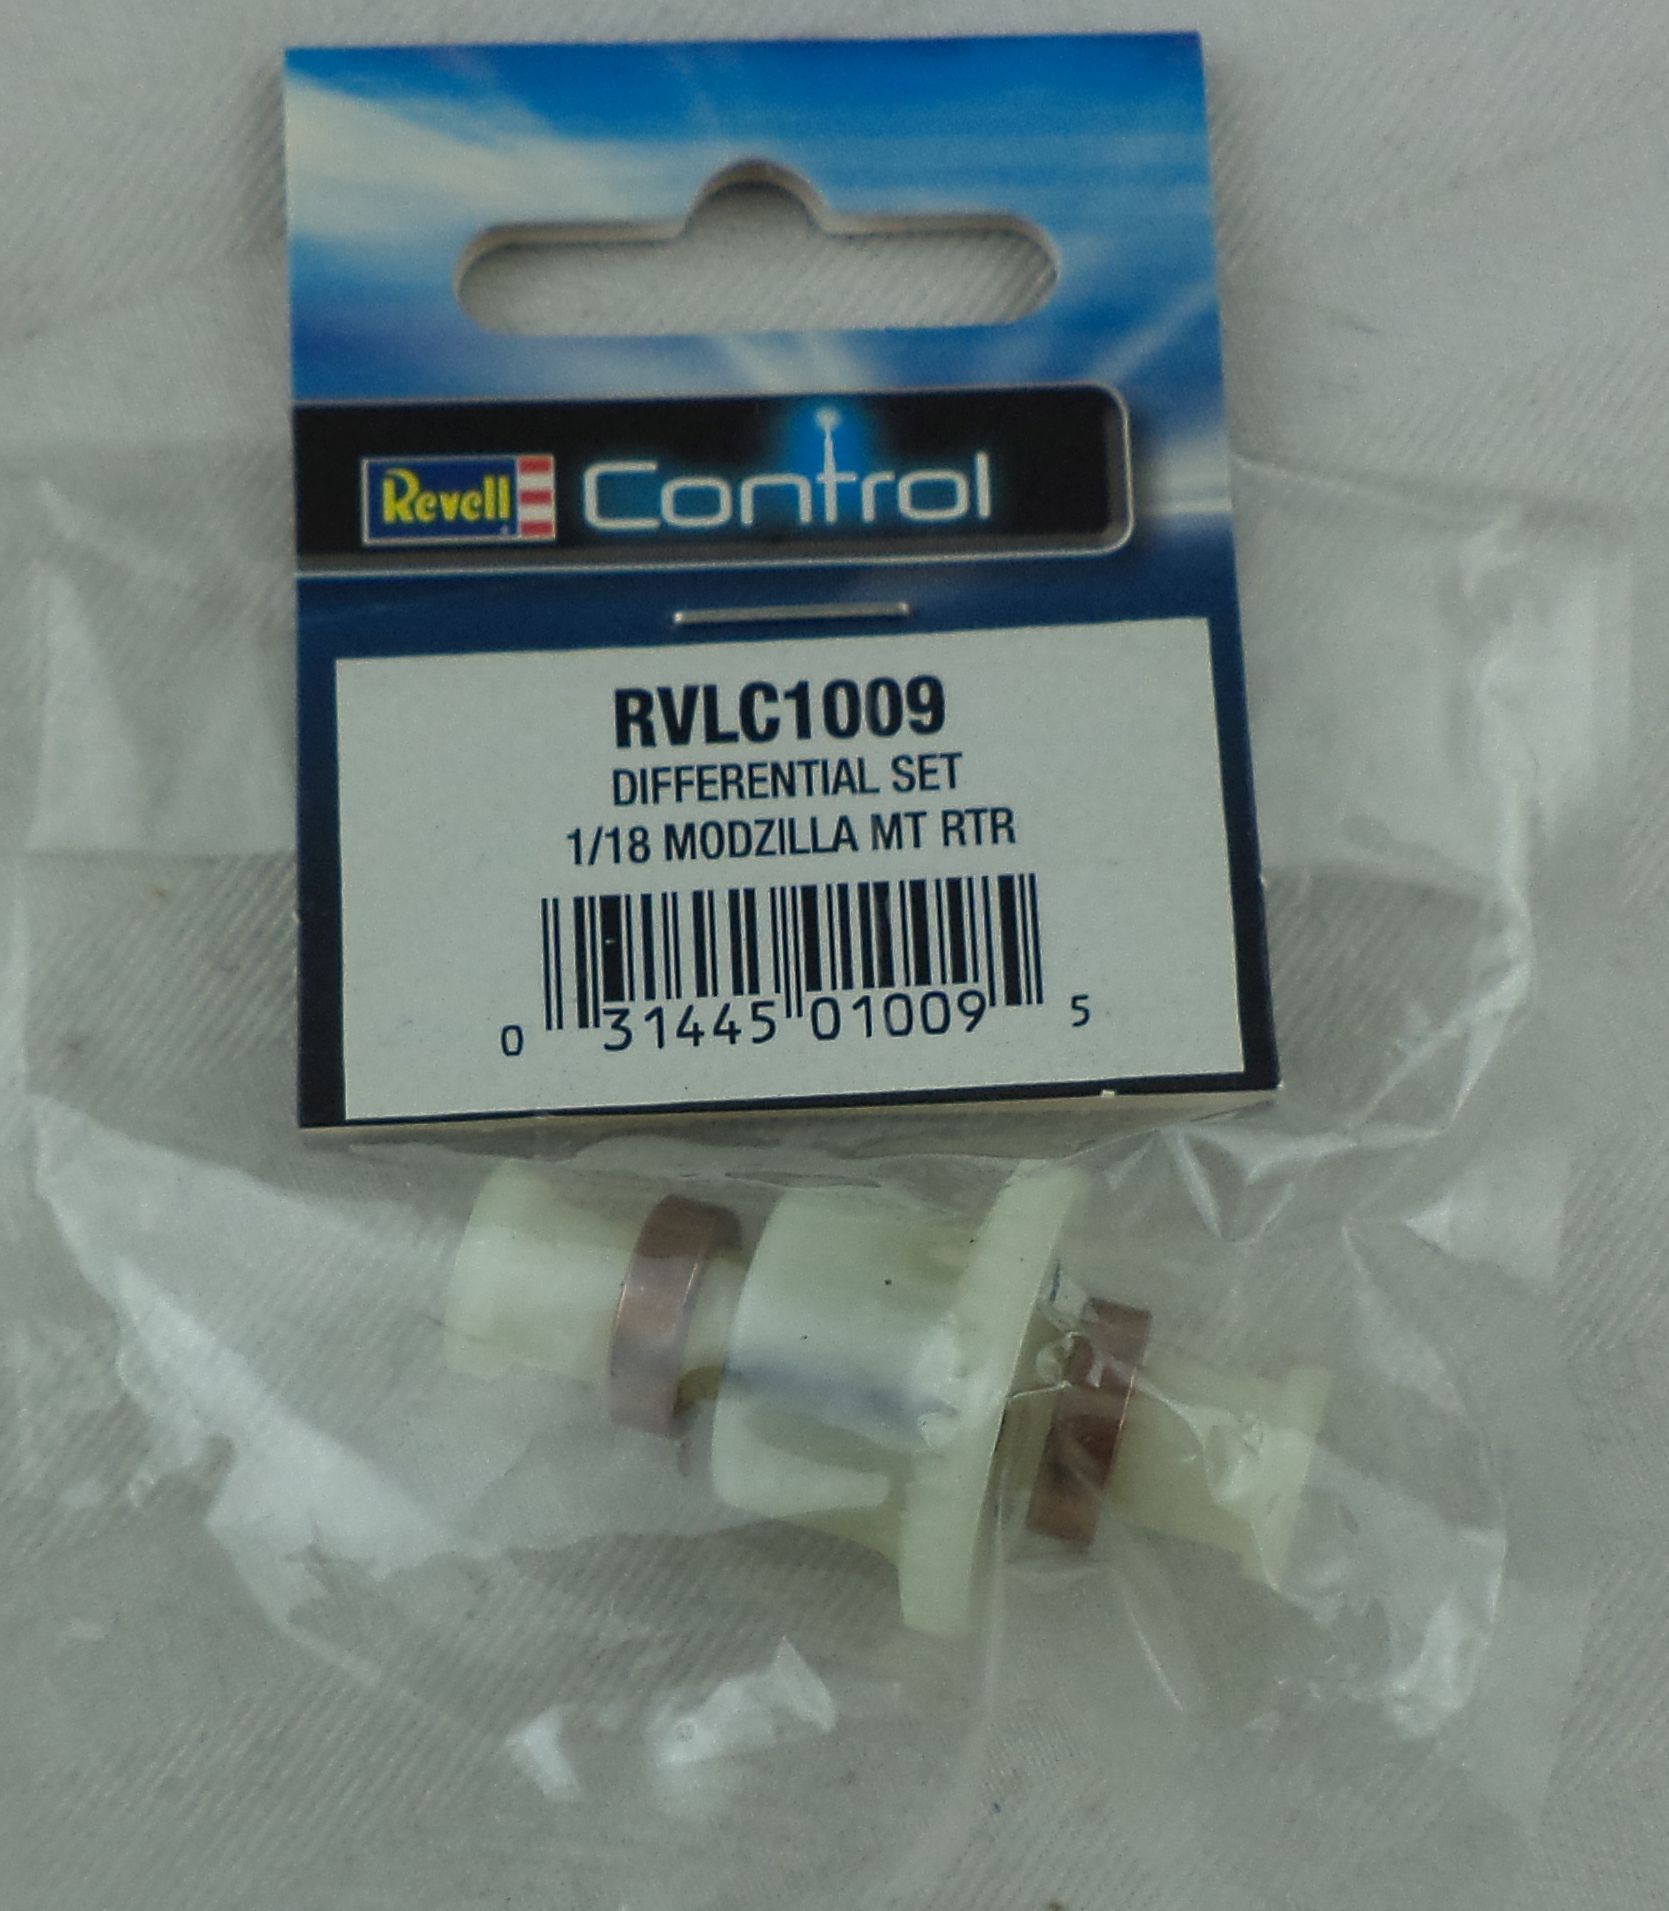 Revell Control
RVLC1009
DIFFERENTIAL SET
1/18 MODZILLA MT RTR
0 31445 01009 5